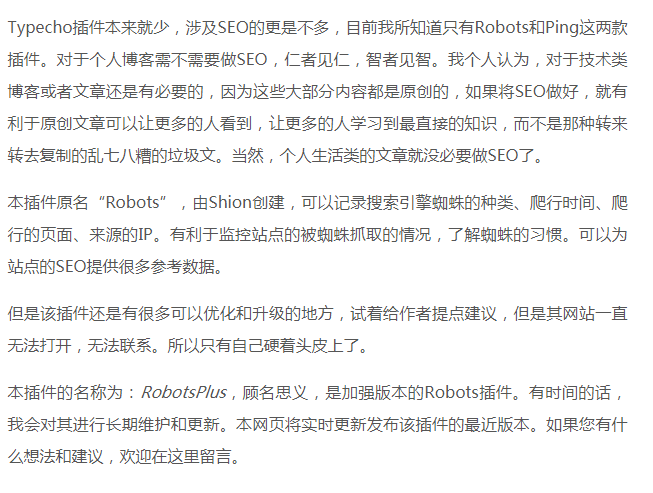 Typecho插件本来就少，涉及SEO的更是不多，目前我所知道只有Robots和Ping这两款
插件。对于个人博客需不需要做SEO，仁者见仁，智者见智。我个人认为，对于技术类
博客或者文章还是有必要的，因为这些大部分内容都是原创的，如果将SEO做好，就有
利于原创文章可以让更多的人看到，让更多的人学习到最直接的知识，而不是那种转来
转去复制的乱七八糟的垃圾文。当然，个人生活类的文章就没必要做SEO了。
本插件原名“Robots”，由Shion创建，可以记录搜索引擎蜘蛛的种类、爬行时间、爬
行的页面、来源的IP。有利于监控站点的被蜘蛛抓取的情况，了解蜘蛛的习惯。可以为
站点的SEO提供很多参考数据。
但是该插件还是有很多可以优化和升级的地方，试着给作者提点建议，但是其网站一直
无法打开，无法联系。所以只有自己硬着头皮上了。
本插件的名称为：RobotsPlus，顾名思义，是加强版本的Robots插件。有时间的话，
我会对其进行长期维护和更新。本网页将实时更新发布该插件的最近版本。如果您有什
么想法和建议，欢迎在这里留言。